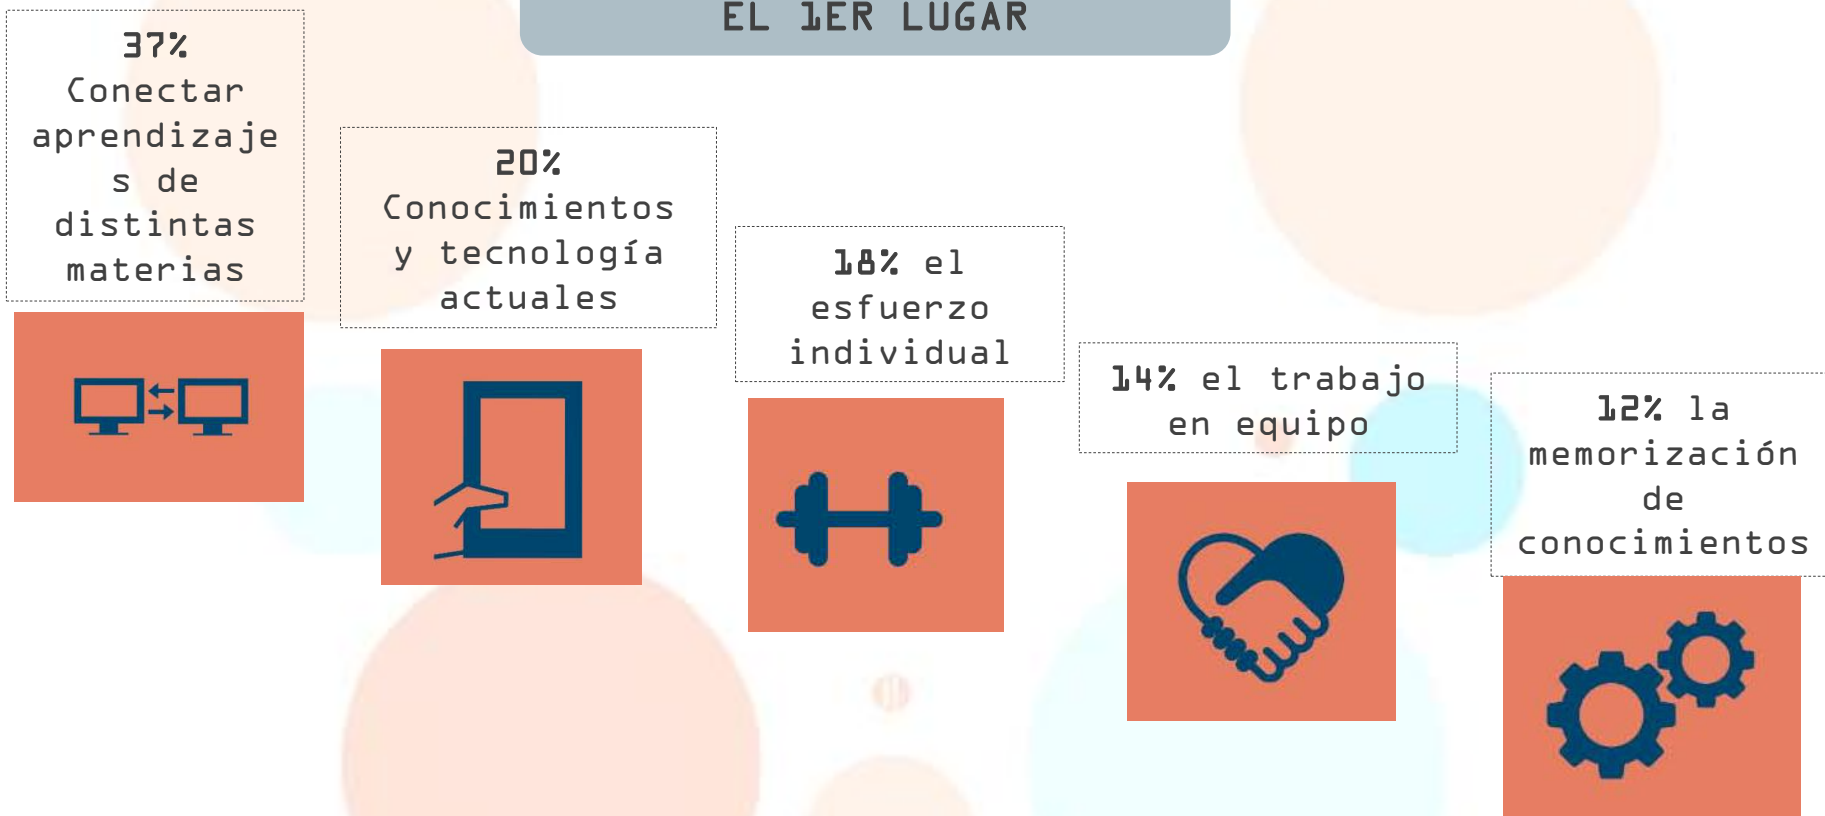 EL 1ER LUGAR
37%
Conectar
aprendizaje
s de
distintas
materias
20%
Conocimientos
y tecnología
actuales
18% el
esfuerzo
individual
14% el trabajo
en equipo
12% la
memorización
de
conocimientos